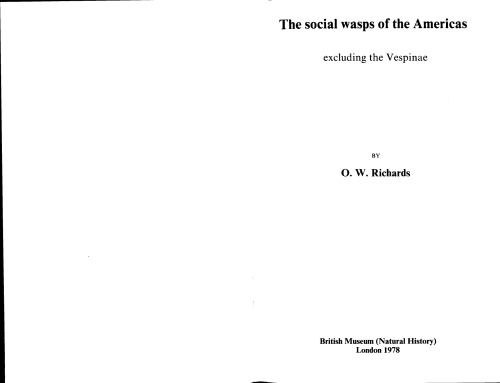 The social wasps of the Americas
excluding the Vespinae
BY
O. W. Richards
British Museum (Natural History)
London 1978